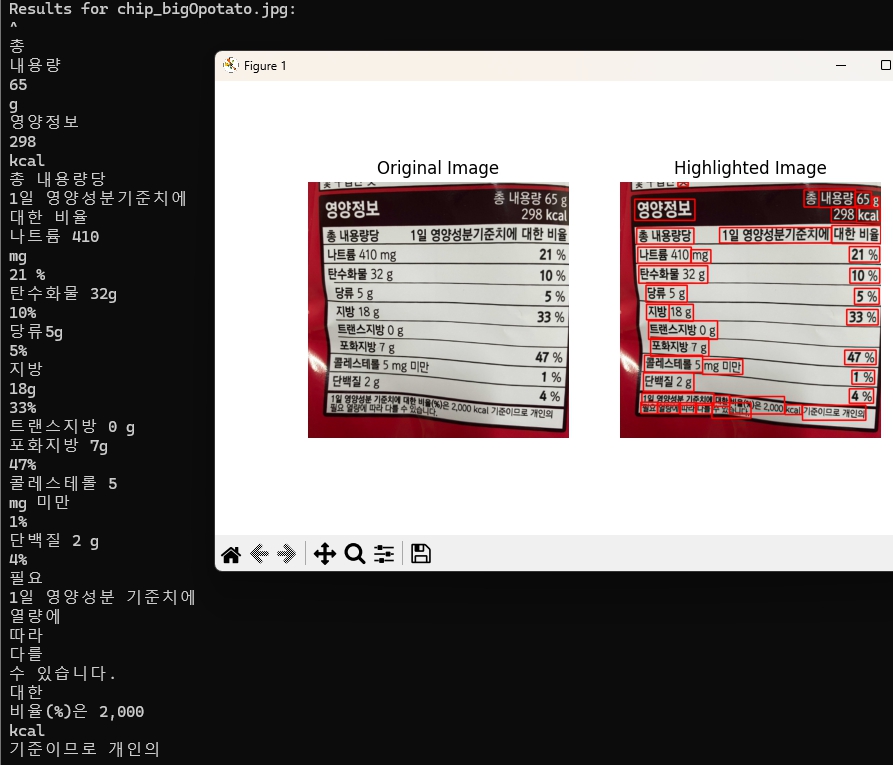 Results for chip_bigOpotato.jpg:
^
총
내용량
65
g
영양정보
298
kcal
총 내용량당
1일 영양성분기준치에
대한 비율
나트륨 410
mg
21 %
탄수화물 32g
10%
당류5g
5%
지방
18g
33%
트랜스지방 0 g
포화지방 7g
47%
콜레스테롤 5
mg 미만
1%
단백질 2 g
4%
필요
1일 영양성분 기준치에
열량에
따라
다를
수 있습니다.
대한
비율(%)은 2,000
kcal
기준이므로 개인의
Figure 1
Original Image
영양정보
총 내용량 65 g
298 kcal
총 내용량당 1일 영양성분기준치에 대한 비율
나트륨 410 mg 21 %
탄수화물 32 g 10 %
당류 5 g 5 %
지방 18 g 33 %
트랜스지방 0 g
포화지방 7 g 47 %
콜레스테롤 5 mg 미만 1 %
단백질 2 g 4 %
1일 영양성분 기준치에 대한 비율(%)은 2,000 kcal 기준이므로 개인의
필요 열량에 따라 다를 수 있습니다.
Highlighted Image
영양정보
총 내용량 65 g
298 kcal
총 내용량당 1일 영양성분기준치에 대한 비율
나트륨 410 mg 21 %
탄수화물 32 g 10 %
당류 5 g 5 %
지방 18 g 33 %
트랜스지방 0 g
포화지방 7 g 47 %
콜레스테롤 5 mg 미만 1 %
단백질 2 g 4 %
1일 영양성분 기준치에 대한 비율(%)은 2,000 kcal 기준이므로 개인의
필요 열량에 따라 다를 수 있습니다.